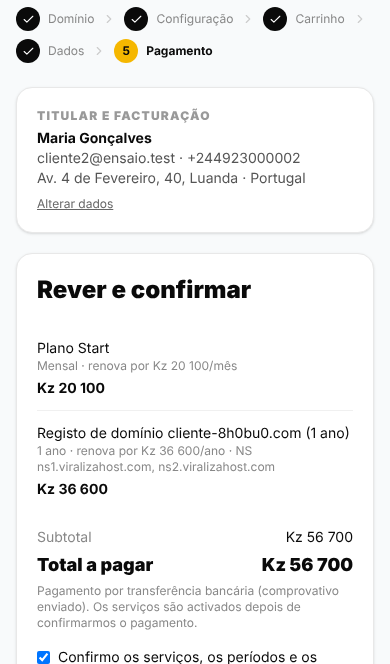 Domínio
Configuração
Carrinho
Dados
5 Pagamento
TITULAR E FACTURAÇÃO
Maria Gonçalves
cliente2@ensaio.test · +244923000002
Av. 4 de Fevereiro, 40, Luanda · Portugal
Alterar dados
Rever e confirmar
Plano Start
Mensal · renova por Kz 20 100/mês
Kz 20 100
Registo de domínio cliente-8h0bu0.com (1 ano)
1 ano · renova por Kz 36 600/ano · NS
ns1.viralizahost.com, ns2.viralizahost.com
Kz 36 600
Subtotal Kz 56 700
Total a pagar Kz 56 700
Pagamento por transferência bancária (comprovativo
enviado). Os serviços são activados depois de
confirmarmos o pagamento.
Confirmo os serviços, os períodos e os